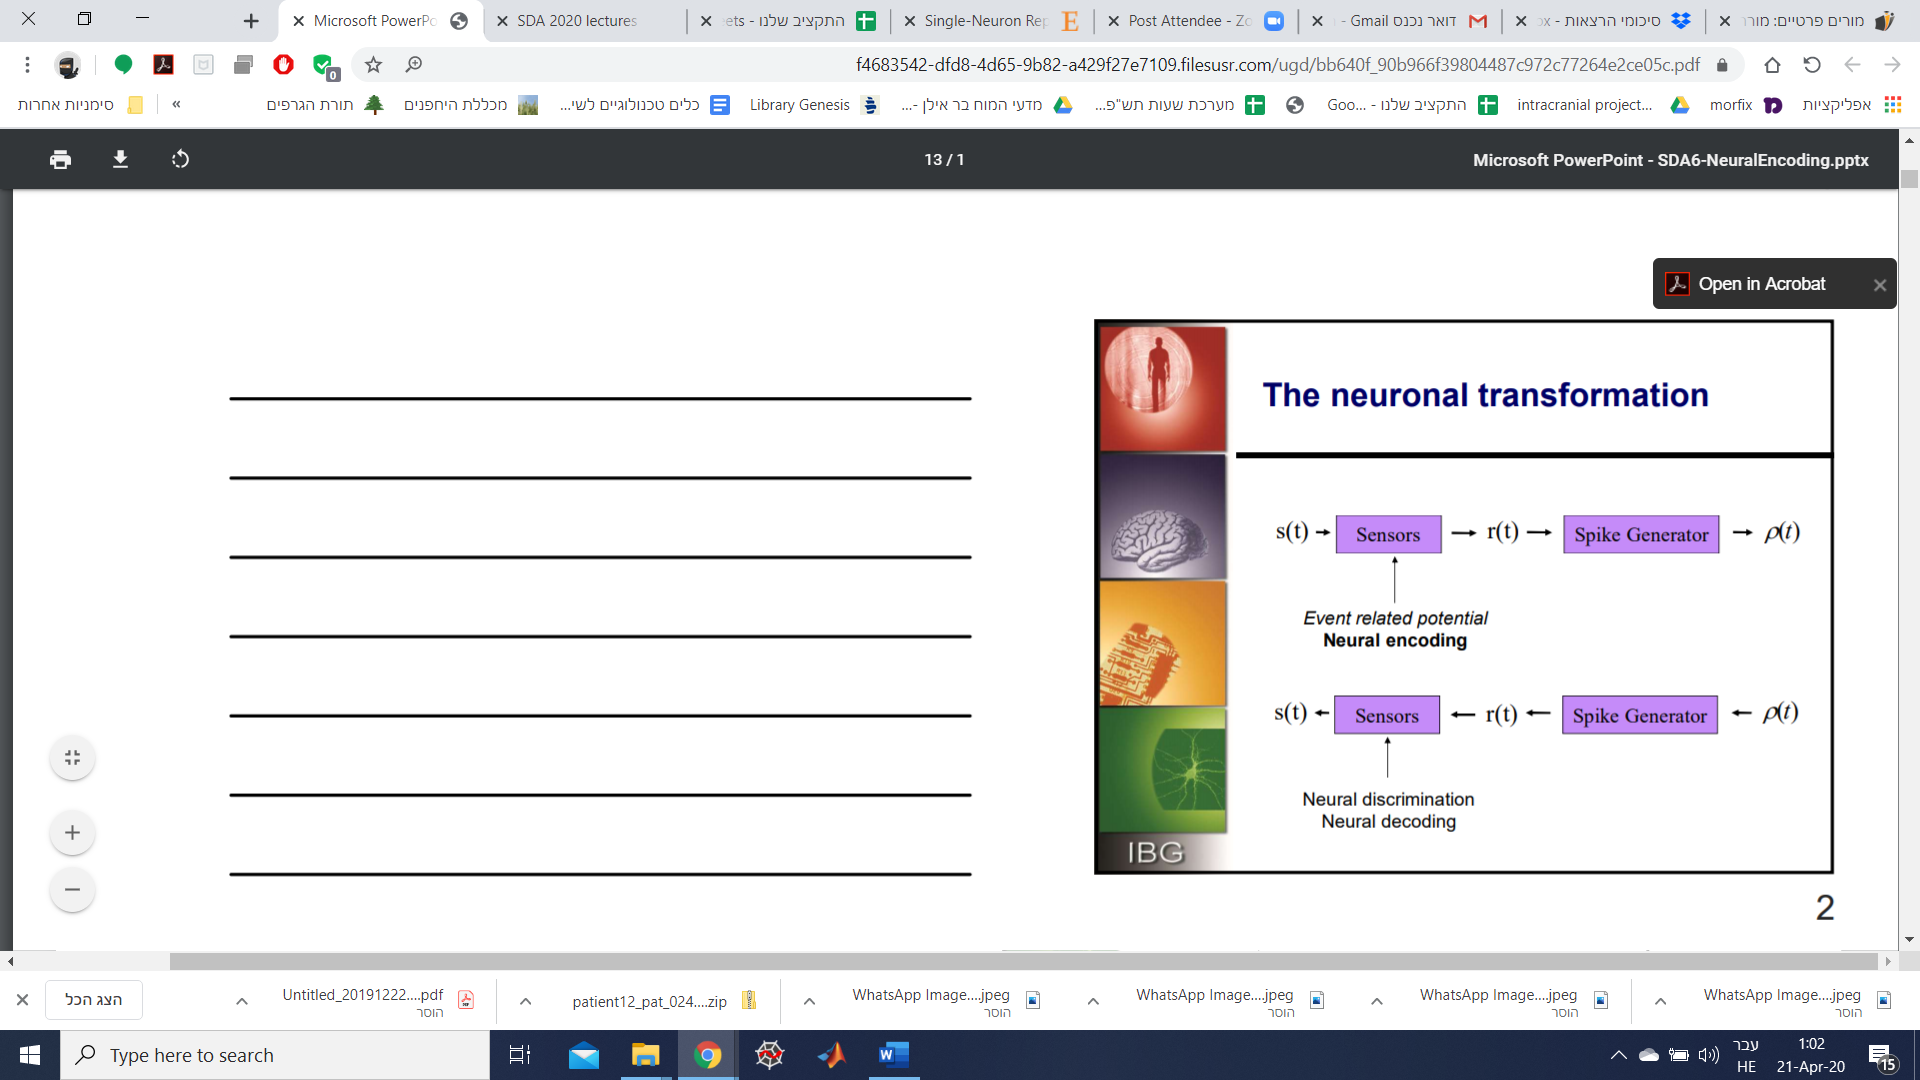 Microsoft PowerPo
SDA 2020 lectures
התקציב שלנו - ets
Single-Neuron Rep
Post Attendee - Zo
דואר נכנס - Gmail
סיכומי הרצאות - ox
מורים פרטיים: מורר
f4683542-dfd8-4d65-9b82-a429f27e7109.filesusr.com/ugd/bb640f_90b966f39804487c972c77264e2ce05c.pdf
0
אפליקציות
morfix
intracranial project...
התקציב שלנו - Goo...
מערכת שעות תש"פ...
מדעי המוח בר אילן -...
Library Genesis
כלים טכנולוגיים לשי...
מכללת היחפנים
תורת הגרפים
»
סימניות אחרות
13 / 1
Microsoft PowerPoint - SDA6-NeuralEncoding.pptx
Open in Acrobat
The neuronal transformation
s(t) → Sensors → r(t) → Spike Generator → ρ(t)
Event related potential
Neural encoding
s(t) ← Sensors ← r(t) ← Spike Generator ← ρ(t)
Neural discrimination
Neural decoding
IBG
2
הצג הכל
Untitled_20191222....pdf
הוסר
patient12_pat_024....zip
WhatsApp Image....jpeg
הוסר
WhatsApp Image....jpeg
הוסר
WhatsApp Image....jpeg
הוסר
WhatsApp Image....jpeg
הוסר
Type here to search
עבר
HE
1:02
21-Apr-20
15